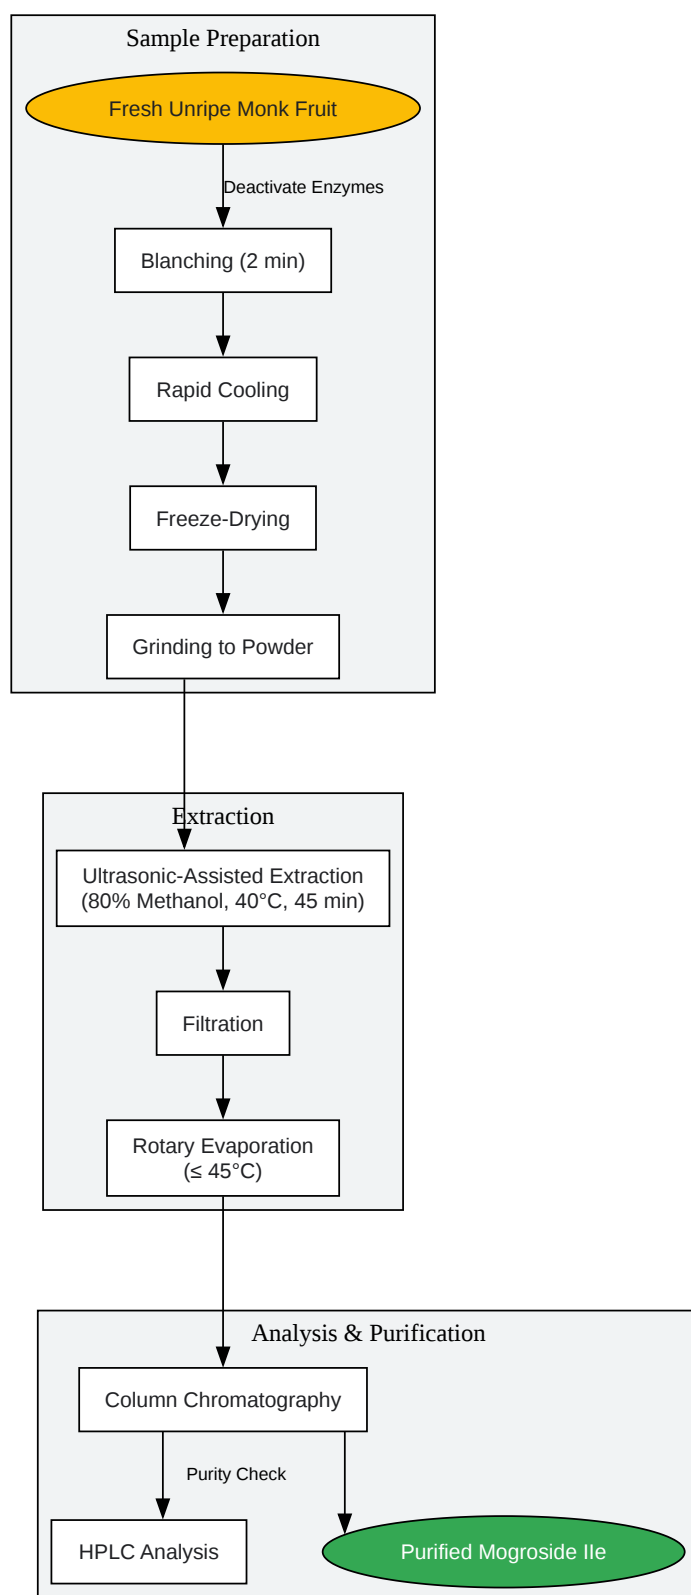 Sample Preparation
Fresh Unripe Monk Fruit
Deactivate Enzymes
Blanching (2 min)
Rapid Cooling
Freeze-Drying
Grinding to Powder
Extraction
Ultrasonic-Assisted Extraction
(80% Methanol, 40°C, 45 min)
Filtration
Rotary Evaporation
(≤ 45°C)
Analysis & Purification
Column Chromatography
Purity Check
HPLC Analysis
Purified Mogroside IIe